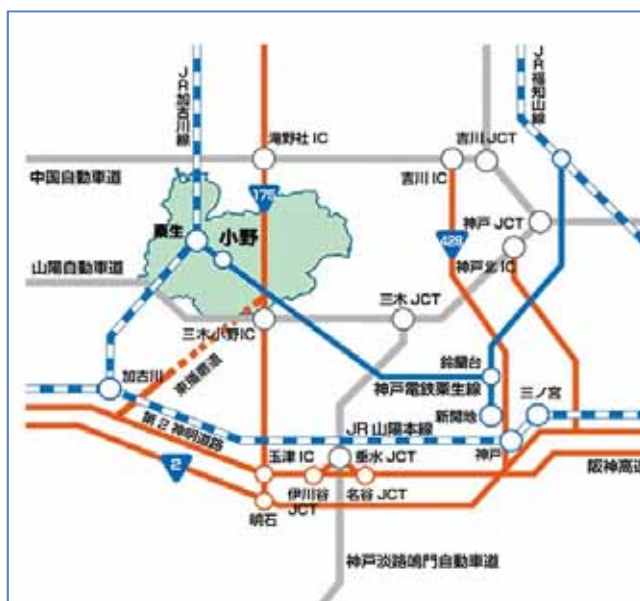 JR加古川線
JR福知山線
滝野社 IC
吉川 JCT
中国自動車道
吉川 IC
175
神戸 JCT
粟生
小野
428
神戸北 IC
山陽自動車道
三木 JCT
三木小野IC
鈴蘭台
加古川
東播磨道
神戸電鉄粟生線
三ノ宮
新開地
第2神明道路
JR山陽本線
神戸
玉津 IC
垂水 JCT
2
阪神高速
伊川谷
JCT
名谷 JCT
明石
神戸淡路鳴門自動車道